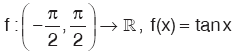 f : (-π/2, π/2) → ℝ, f(x) = tan x